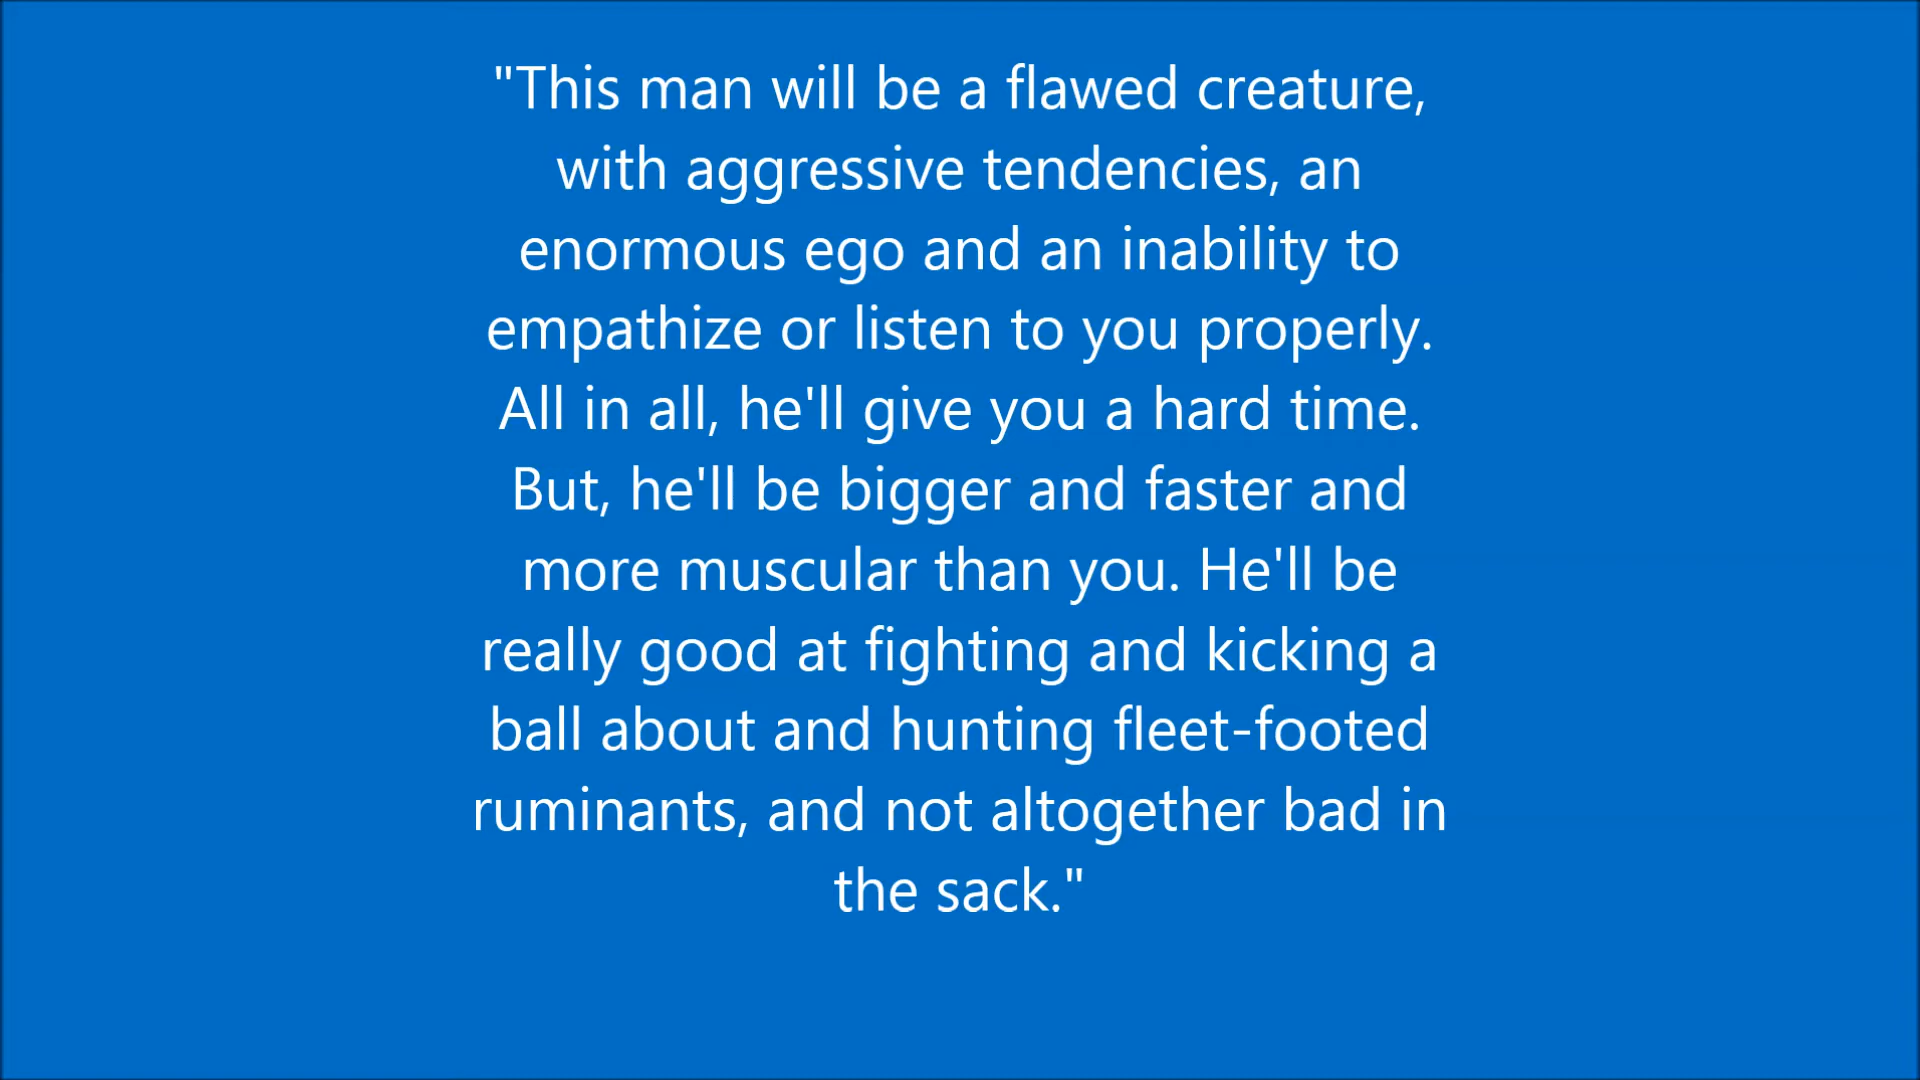 "This man will be a flawed creature,
with aggressive tendencies, an
enormous ego and an inability to
empathize or listen to you properly.
All in all, he'll give you a hard time.
But, he'll be bigger and faster and
more muscular than you. He'll be
really good at fighting and kicking a
ball about and hunting fleet-footed
ruminants, and not altogether bad in
the sack."